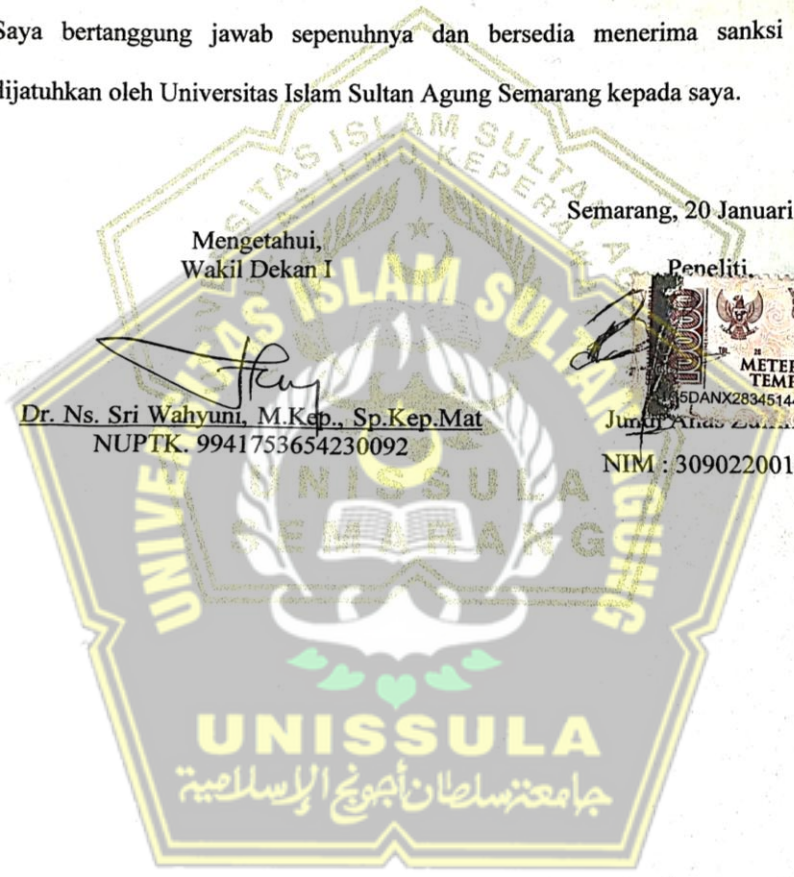 Saya bertanggung jawab sepenuhnya dan bersedia menerima sanksi
dijatuhkan oleh Universitas Islam Sultan Agung Semarang kepada saya.
Semarang, 20 Januari
Mengetahui,
Wakil Dekan I
Peneliti,
METER
TEMP
5DANX2834514
Dr. Ns. Sri Wahyuni, M.Kep., Sp.Kep.Mat
NUPTK. 9941753654230092
NIM : 309022001
UNIVERSITAS ISLAM SULTAN AGUNG
UNISSULA
SEMARANG
UNISSULA
جامعة سلطان أجونج الإسلامية